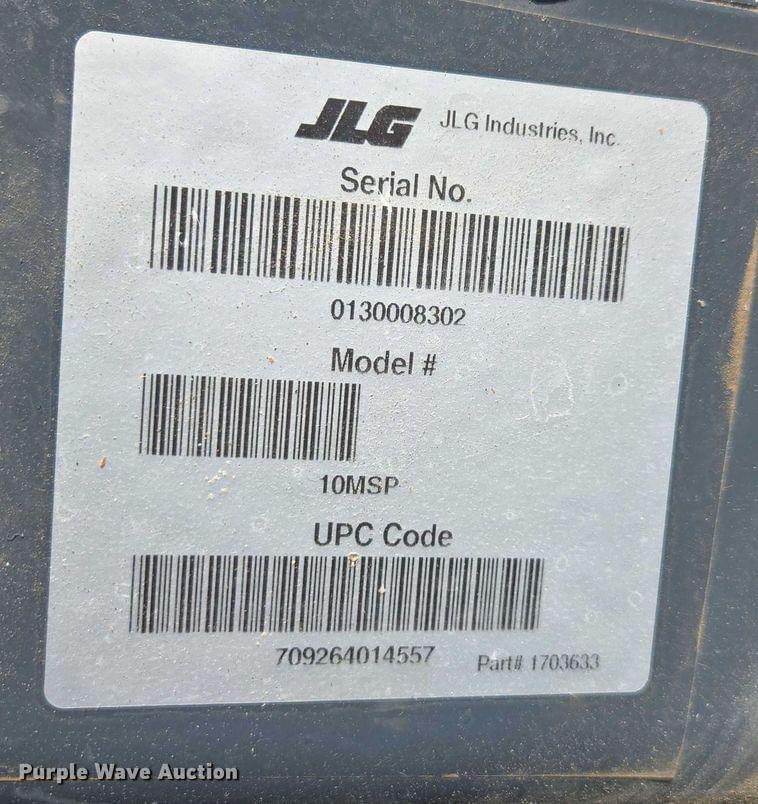 JLG JLG Industries, Inc.
Serial No.
0130008302
Model #
10MSP
UPC Code
709264014557 Part# 1703633
Purple Wave Auction